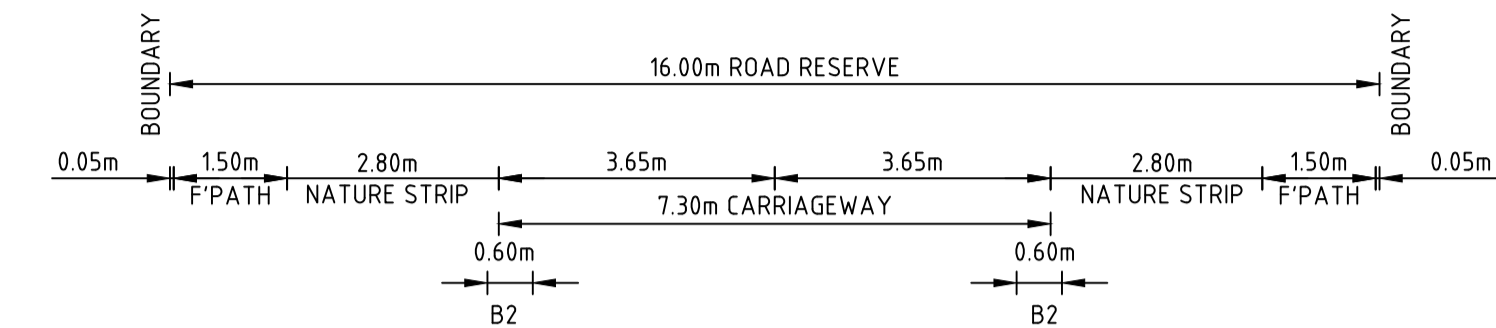 BOUNDARY
16.00m ROAD RESERVE
BOUNDARY
0.05m 1.50m 2.80m 3.65m 3.65m 2.80m 1.50m 0.05m
F'PATH NATURE STRIP NATURE STRIP F'PATH
7.30m CARRIAGEWAY
0.60m 0.60m
B2 B2